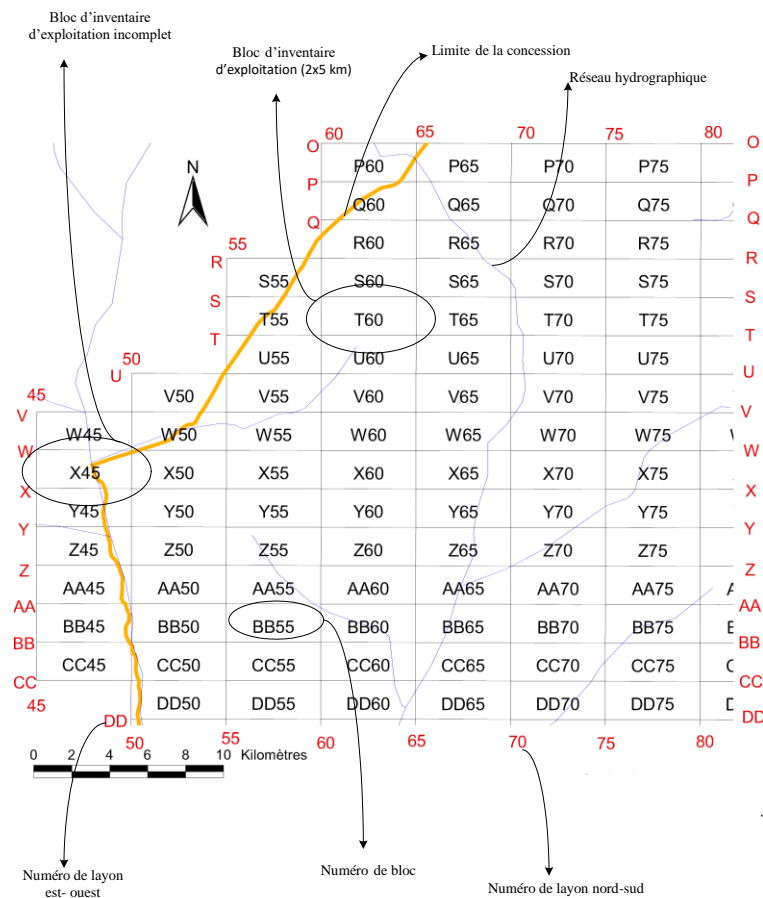 Bloc d'inventaire
d'exploitation incomplet
Bloc d'inventaire
d'exploitation (2x5 km)
Limite de la concession
Réseau hydrographique
60 65 70 75 80
O O
P60 P65 P70 P75
P P
N
Q60 Q65 Q70 Q75
Q Q
55
R60 R65 R70 R75
R R
S55 S60 S65 S70 S75
S S
T55 T60 T65 T70 T75
T T
50
U55 U60 U65 U70 U75
U U
45
V50 V55 V60 V65 V70 V75
V V
W45 W50 W55 W60 W65 W70 W75
W W
X45 X50 X55 X60 X65 X70 X75
X X
Y45 Y50 Y55 Y60 Y65 Y70 Y75
Y Y
Z45 Z50 Z55 Z60 Z65 Z70 Z75
Z Z
AA45 AA50 AA55 AA60 AA65 AA70 AA75
AA AA
BB45 BB50 BB55 BB60 BB65 BB70 BB75
BB BB
CC45 CC50 CC55 CC60 CC65 CC70 CC75
CC CC
45 DD50 DD55 DD60 DD65 DD70 DD75
DD DD
50 55 60 65 70 75 80
0 2 4 6 8 10 Kilomètres
Numéro de layon
est- ouest
Numéro de bloc
Numéro de layon nord-sud